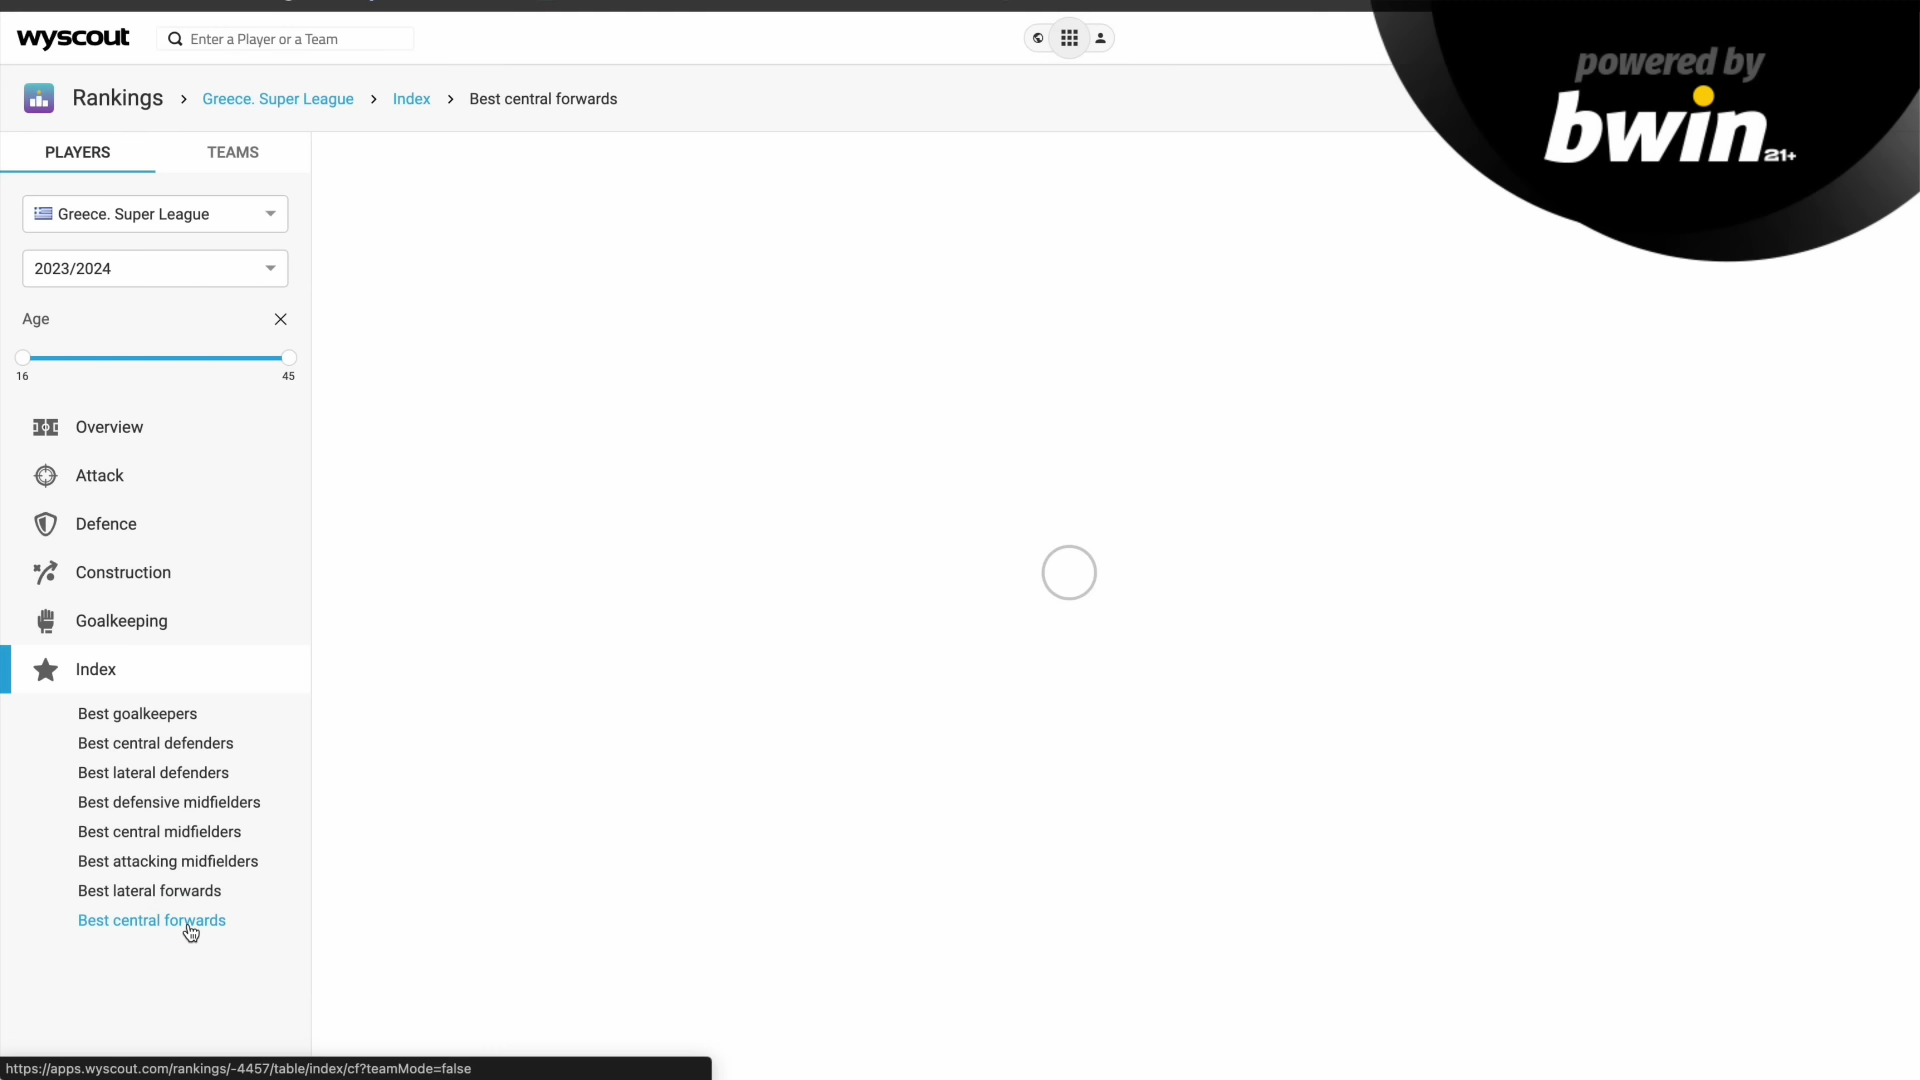 wyscout
Enter a Player or a Team
powered by
bwin 21+
Rankings > Greece. Super League > Index > Best central forwards
PLAYERS TEAMS
Greece. Super League
2023/2024
Age
16 45
Overview
Attack
Defence
Construction
Goalkeeping
Index
Best goalkeepers
Best central defenders
Best lateral defenders
Best defensive midfielders
Best central midfielders
Best attacking midfielders
Best lateral forwards
Best central forwards
https://apps.wyscout.com/rankings/-4457/table/index/cf?teamMode=false